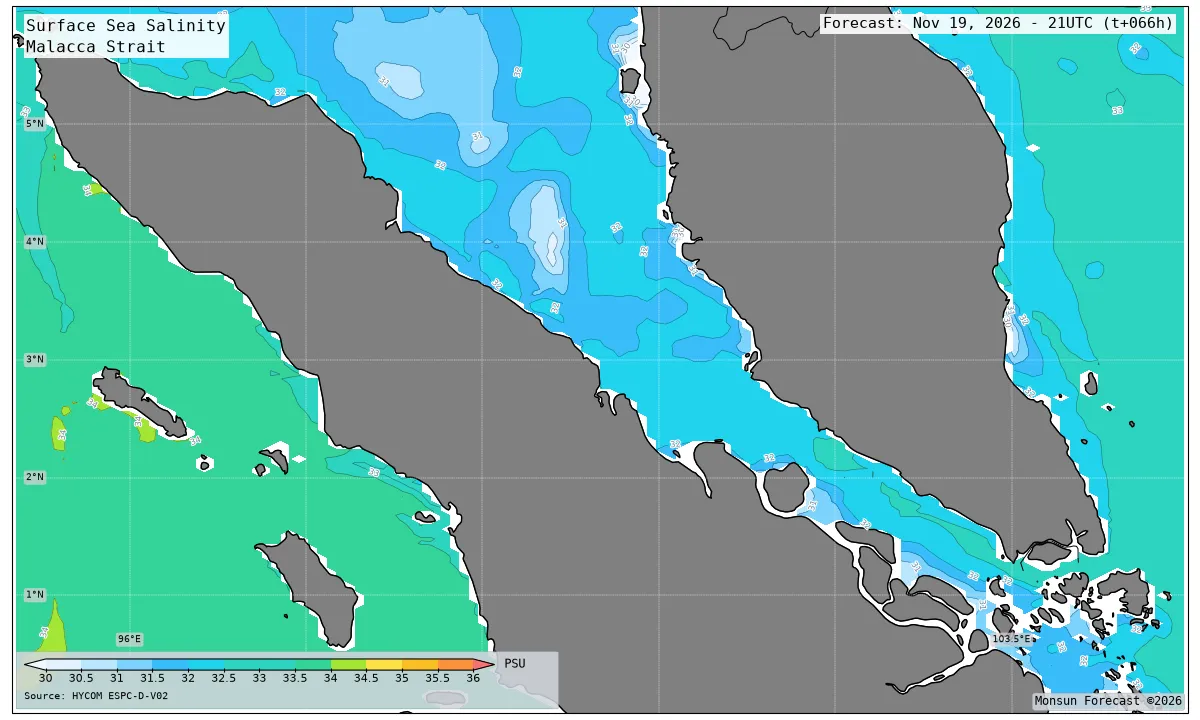 Surface Sea Salinity
Malacca Strait
Forecast: Nov 19, 2026 - 21UTC (t+066h)
5°N
4°N
3°N
2°N
1°N
96°E
103.5°E
30 30.5 31 31.5 32 32.5 33 33.5 34 34.5 35 35.5 36
PSU
Source: HYCOM ESPC-D-V02
Monsun Forecast ©2026